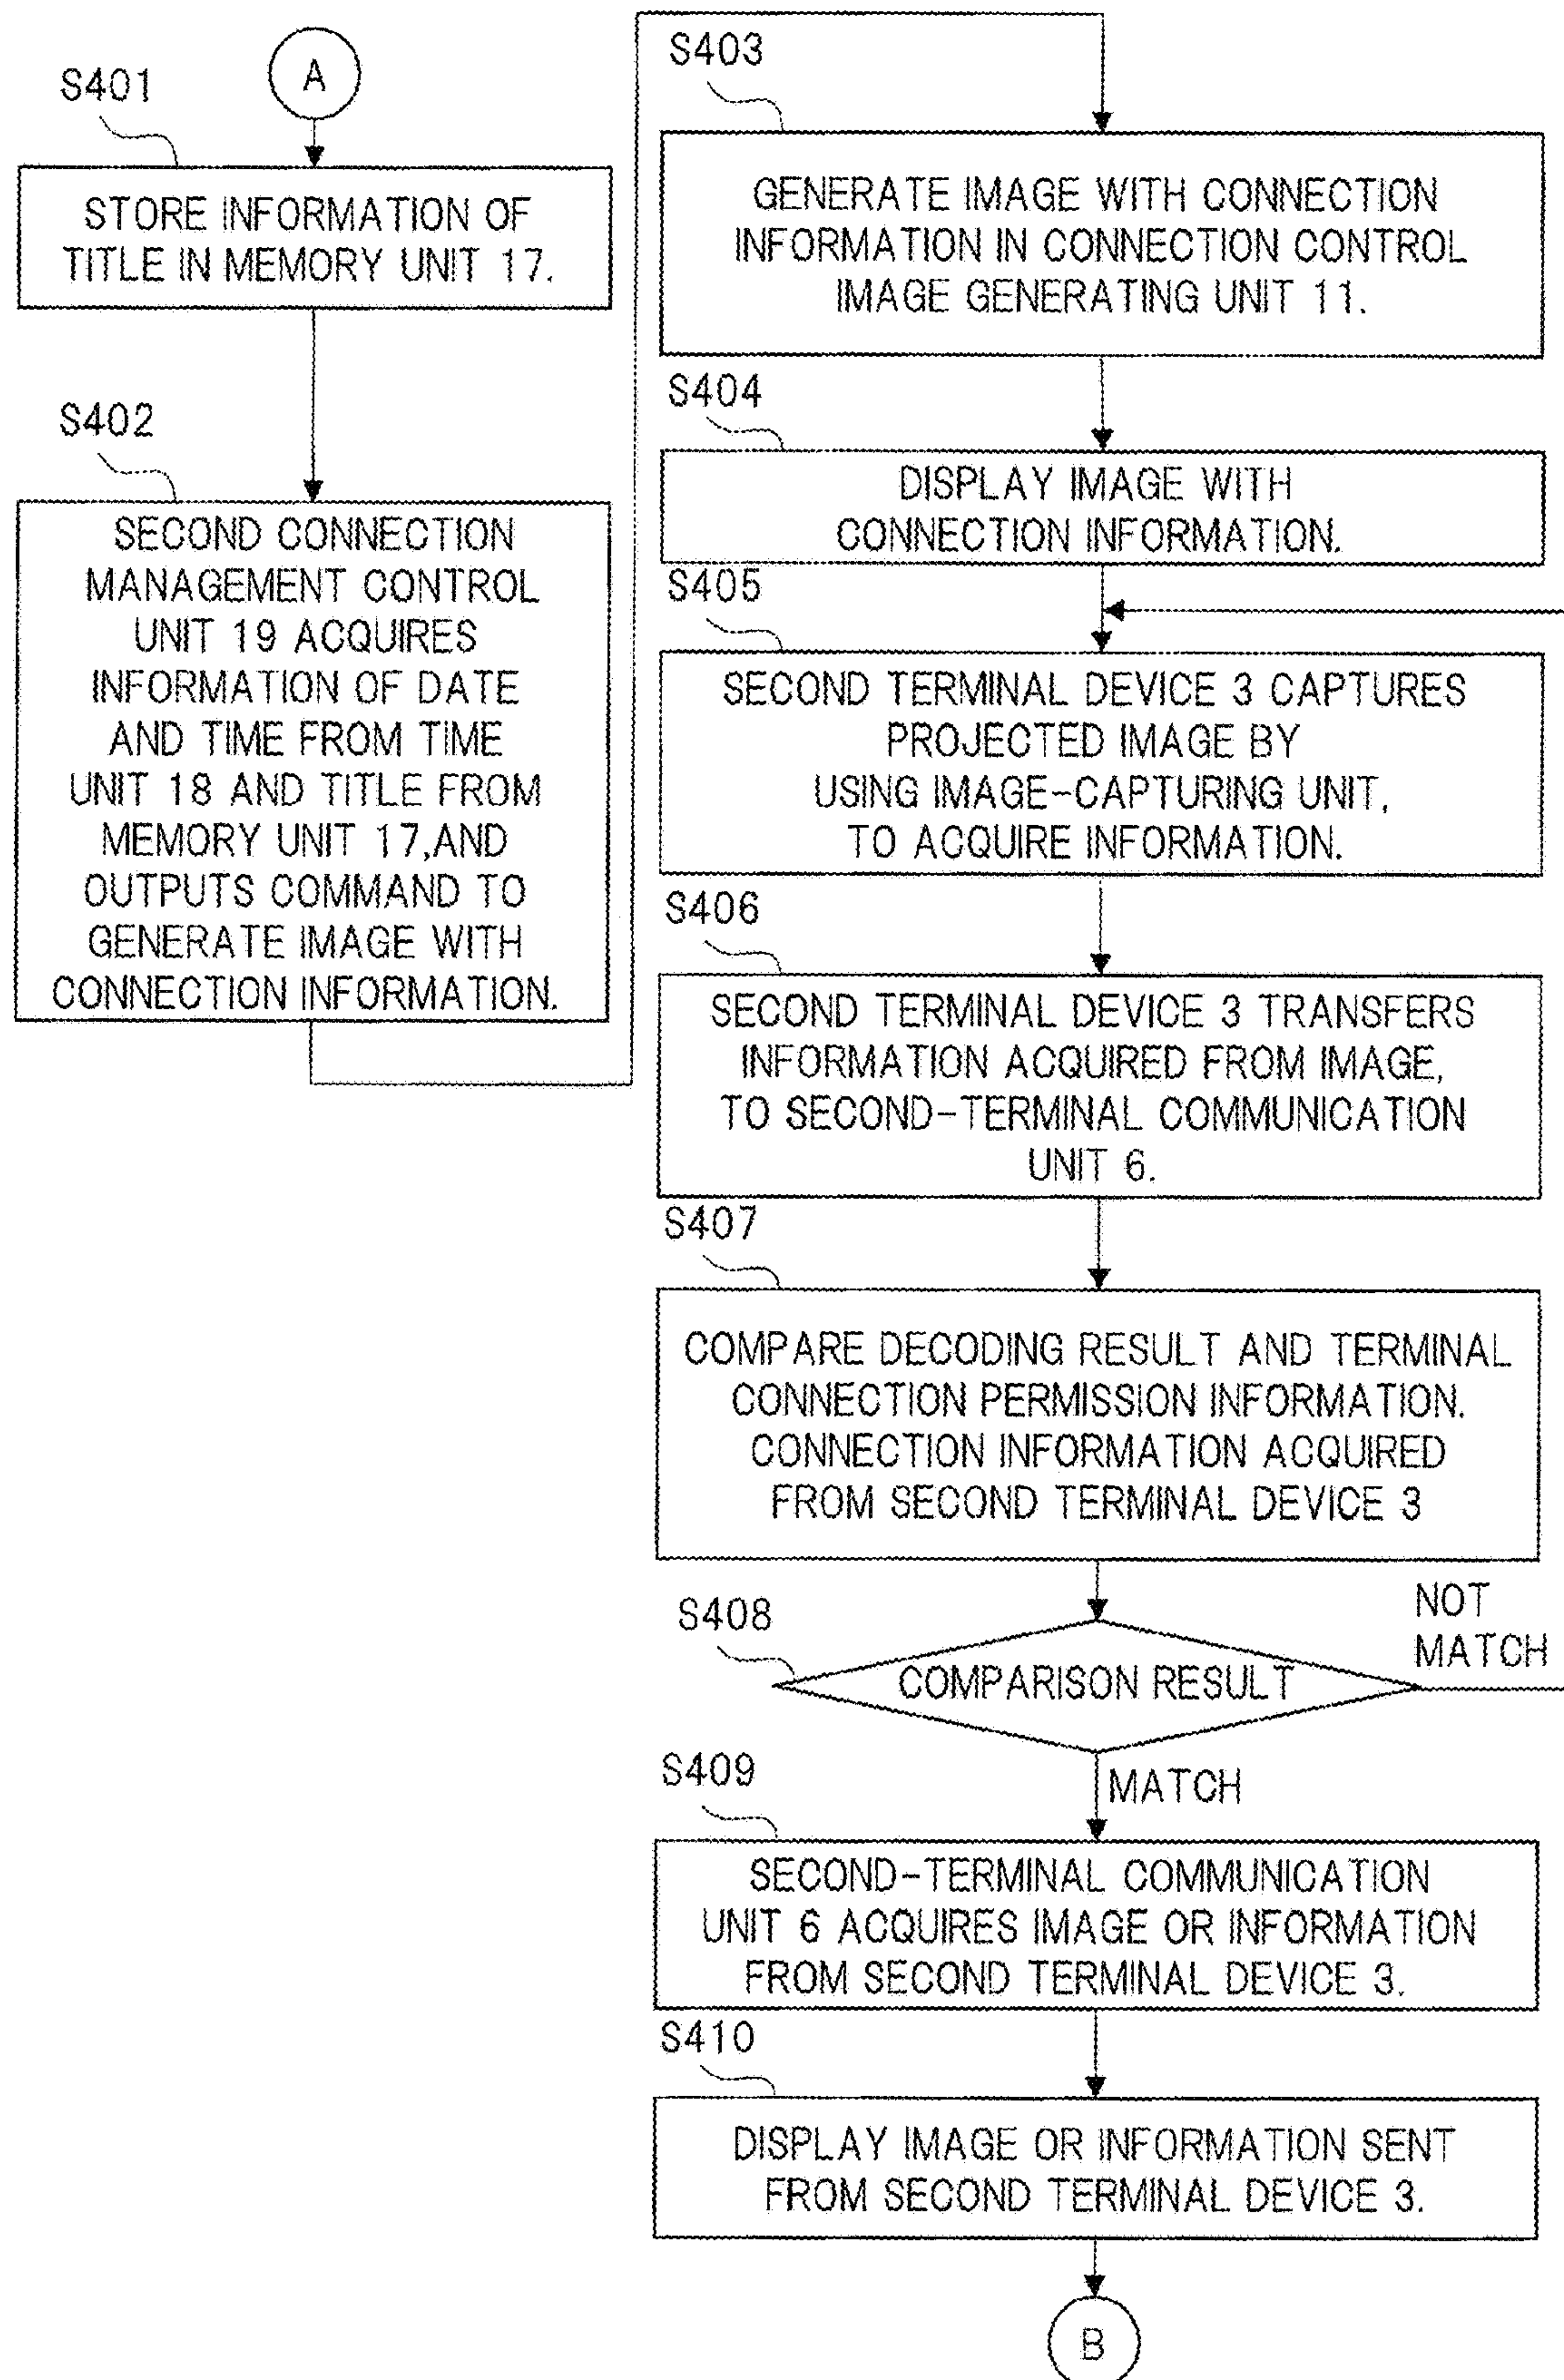 A
S401
STORE INFORMATION OF
TITLE IN MEMORY UNIT 17.
S402
SECOND CONNECTION
MANAGEMENT CONTROL
UNIT 19 ACQUIRES
INFORMATION OF DATE
AND TIME FROM TIME
UNIT 18 AND TITLE FROM
MEMORY UNIT 17,AND
OUTPUTS COMMAND TO
GENERATE IMAGE WITH
CONNECTION INFORMATION.
S403
GENERATE IMAGE WITH CONNECTION
INFORMATION IN CONNECTION CONTROL
IMAGE GENERATING UNIT 11.
S404
DISPLAY IMAGE WITH
CONNECTION INFORMATION.
S405
SECOND TERMINAL DEVICE 3 CAPTURES
PROJECTED IMAGE BY
USING IMAGE-CAPTURING UNIT,
TO ACQUIRE INFORMATION.
S406
SECOND TERMINAL DEVICE 3 TRANSFERS
INFORMATION ACQUIRED FROM IMAGE,
TO SECOND-TERMINAL COMMUNICATION
UNIT 6.
S407
COMPARE DECODING RESULT AND TERMINAL
CONNECTION PERMISSION INFORMATION.
CONNECTION INFORMATION ACQUIRED
FROM SECOND TERMINAL DEVICE 3
S408
COMPARISON RESULT
NOT
MATCH
MATCH
S409
SECOND-TERMINAL COMMUNICATION
UNIT 6 ACQUIRES IMAGE OR INFORMATION
FROM SECOND TERMINAL DEVICE 3.
S410
DISPLAY IMAGE OR INFORMATION SENT
FROM SECOND TERMINAL DEVICE 3.
B